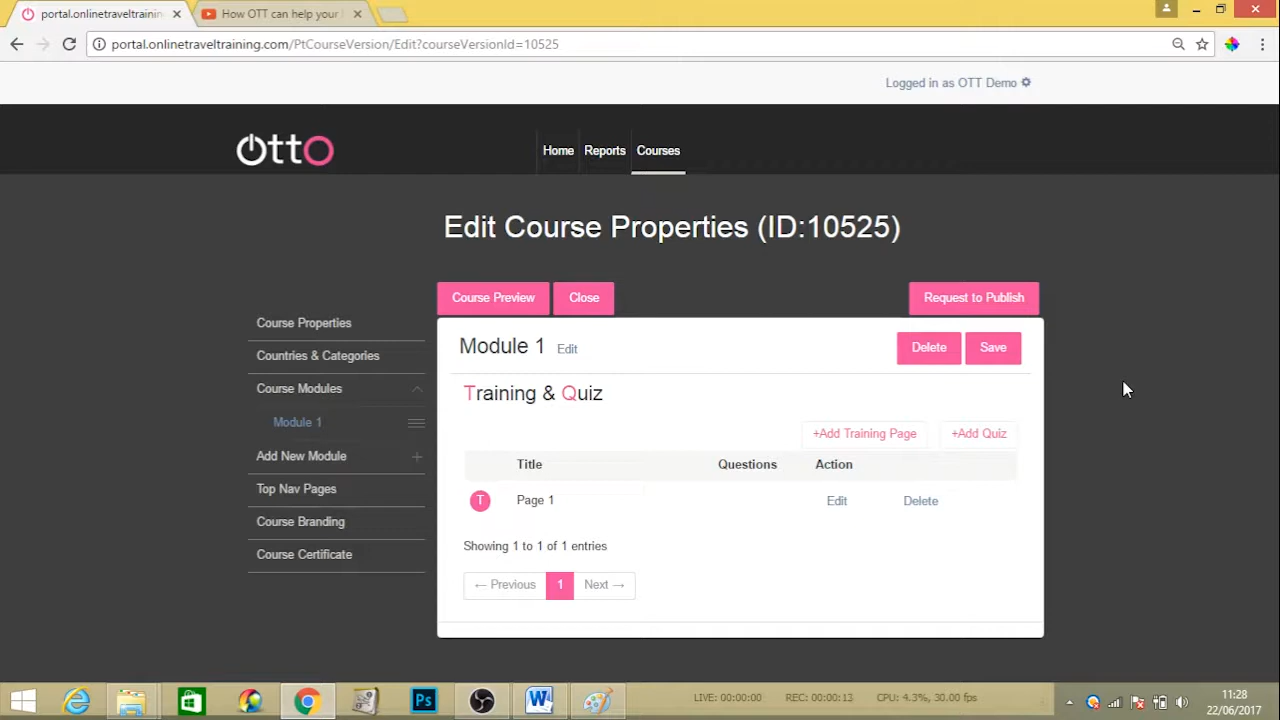 portal.onlinetraveltrainin
How OTT can help your
portal.onlinetraveltraining.com/PtCourseVersion/Edit?courseVersionId=10525
Logged in as OTT Demo
otto
Home
Reports
Courses
Edit Course Properties (ID:10525)
Course Preview
Close
Request to Publish
Course Properties
Countries & Categories
Course Modules
Module 1
Add New Module
Top Nav Pages
Course Branding
Course Certificate
Module 1 Edit
Delete
Save
Training & Quiz
+Add Training Page
+Add Quiz
Title Questions Action
T Page 1 Edit Delete
Showing 1 to 1 of 1 entries
← Previous 1 Next →
Ps
LIVE: 00:00:00 REC: 00:00:13 CPU: 4.3%, 30.00 fps
11:28
22/06/2017